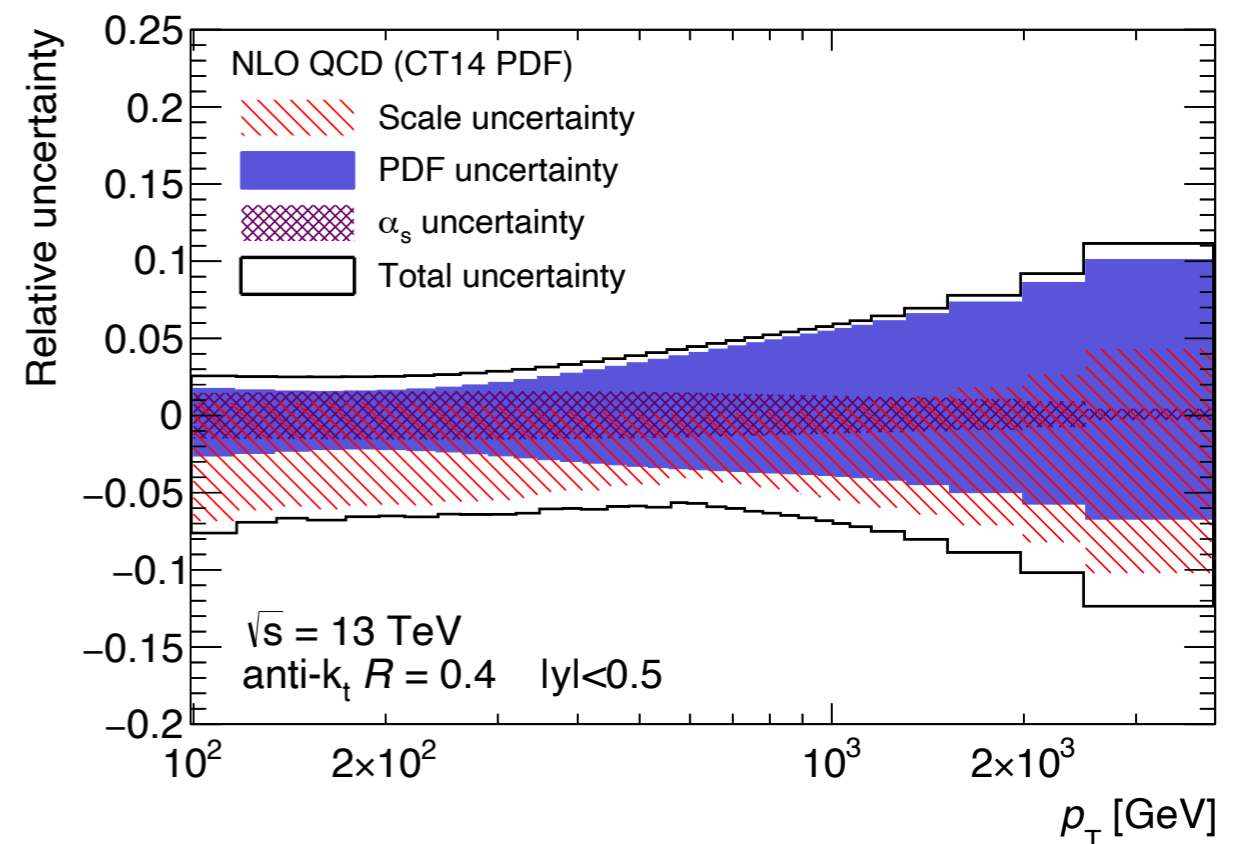 Relative uncertainty
0.25
0.2
0.15
0.1
0.05
0
−0.05
−0.1
−0.15
−0.2
NLO QCD (CT14 PDF)
Scale uncertainty
PDF uncertainty
αs uncertainty
Total uncertainty
√s = 13 TeV
anti-kt R = 0.4 |y|<0.5
10² 2×10² 10³ 2×10³
pT [GeV]